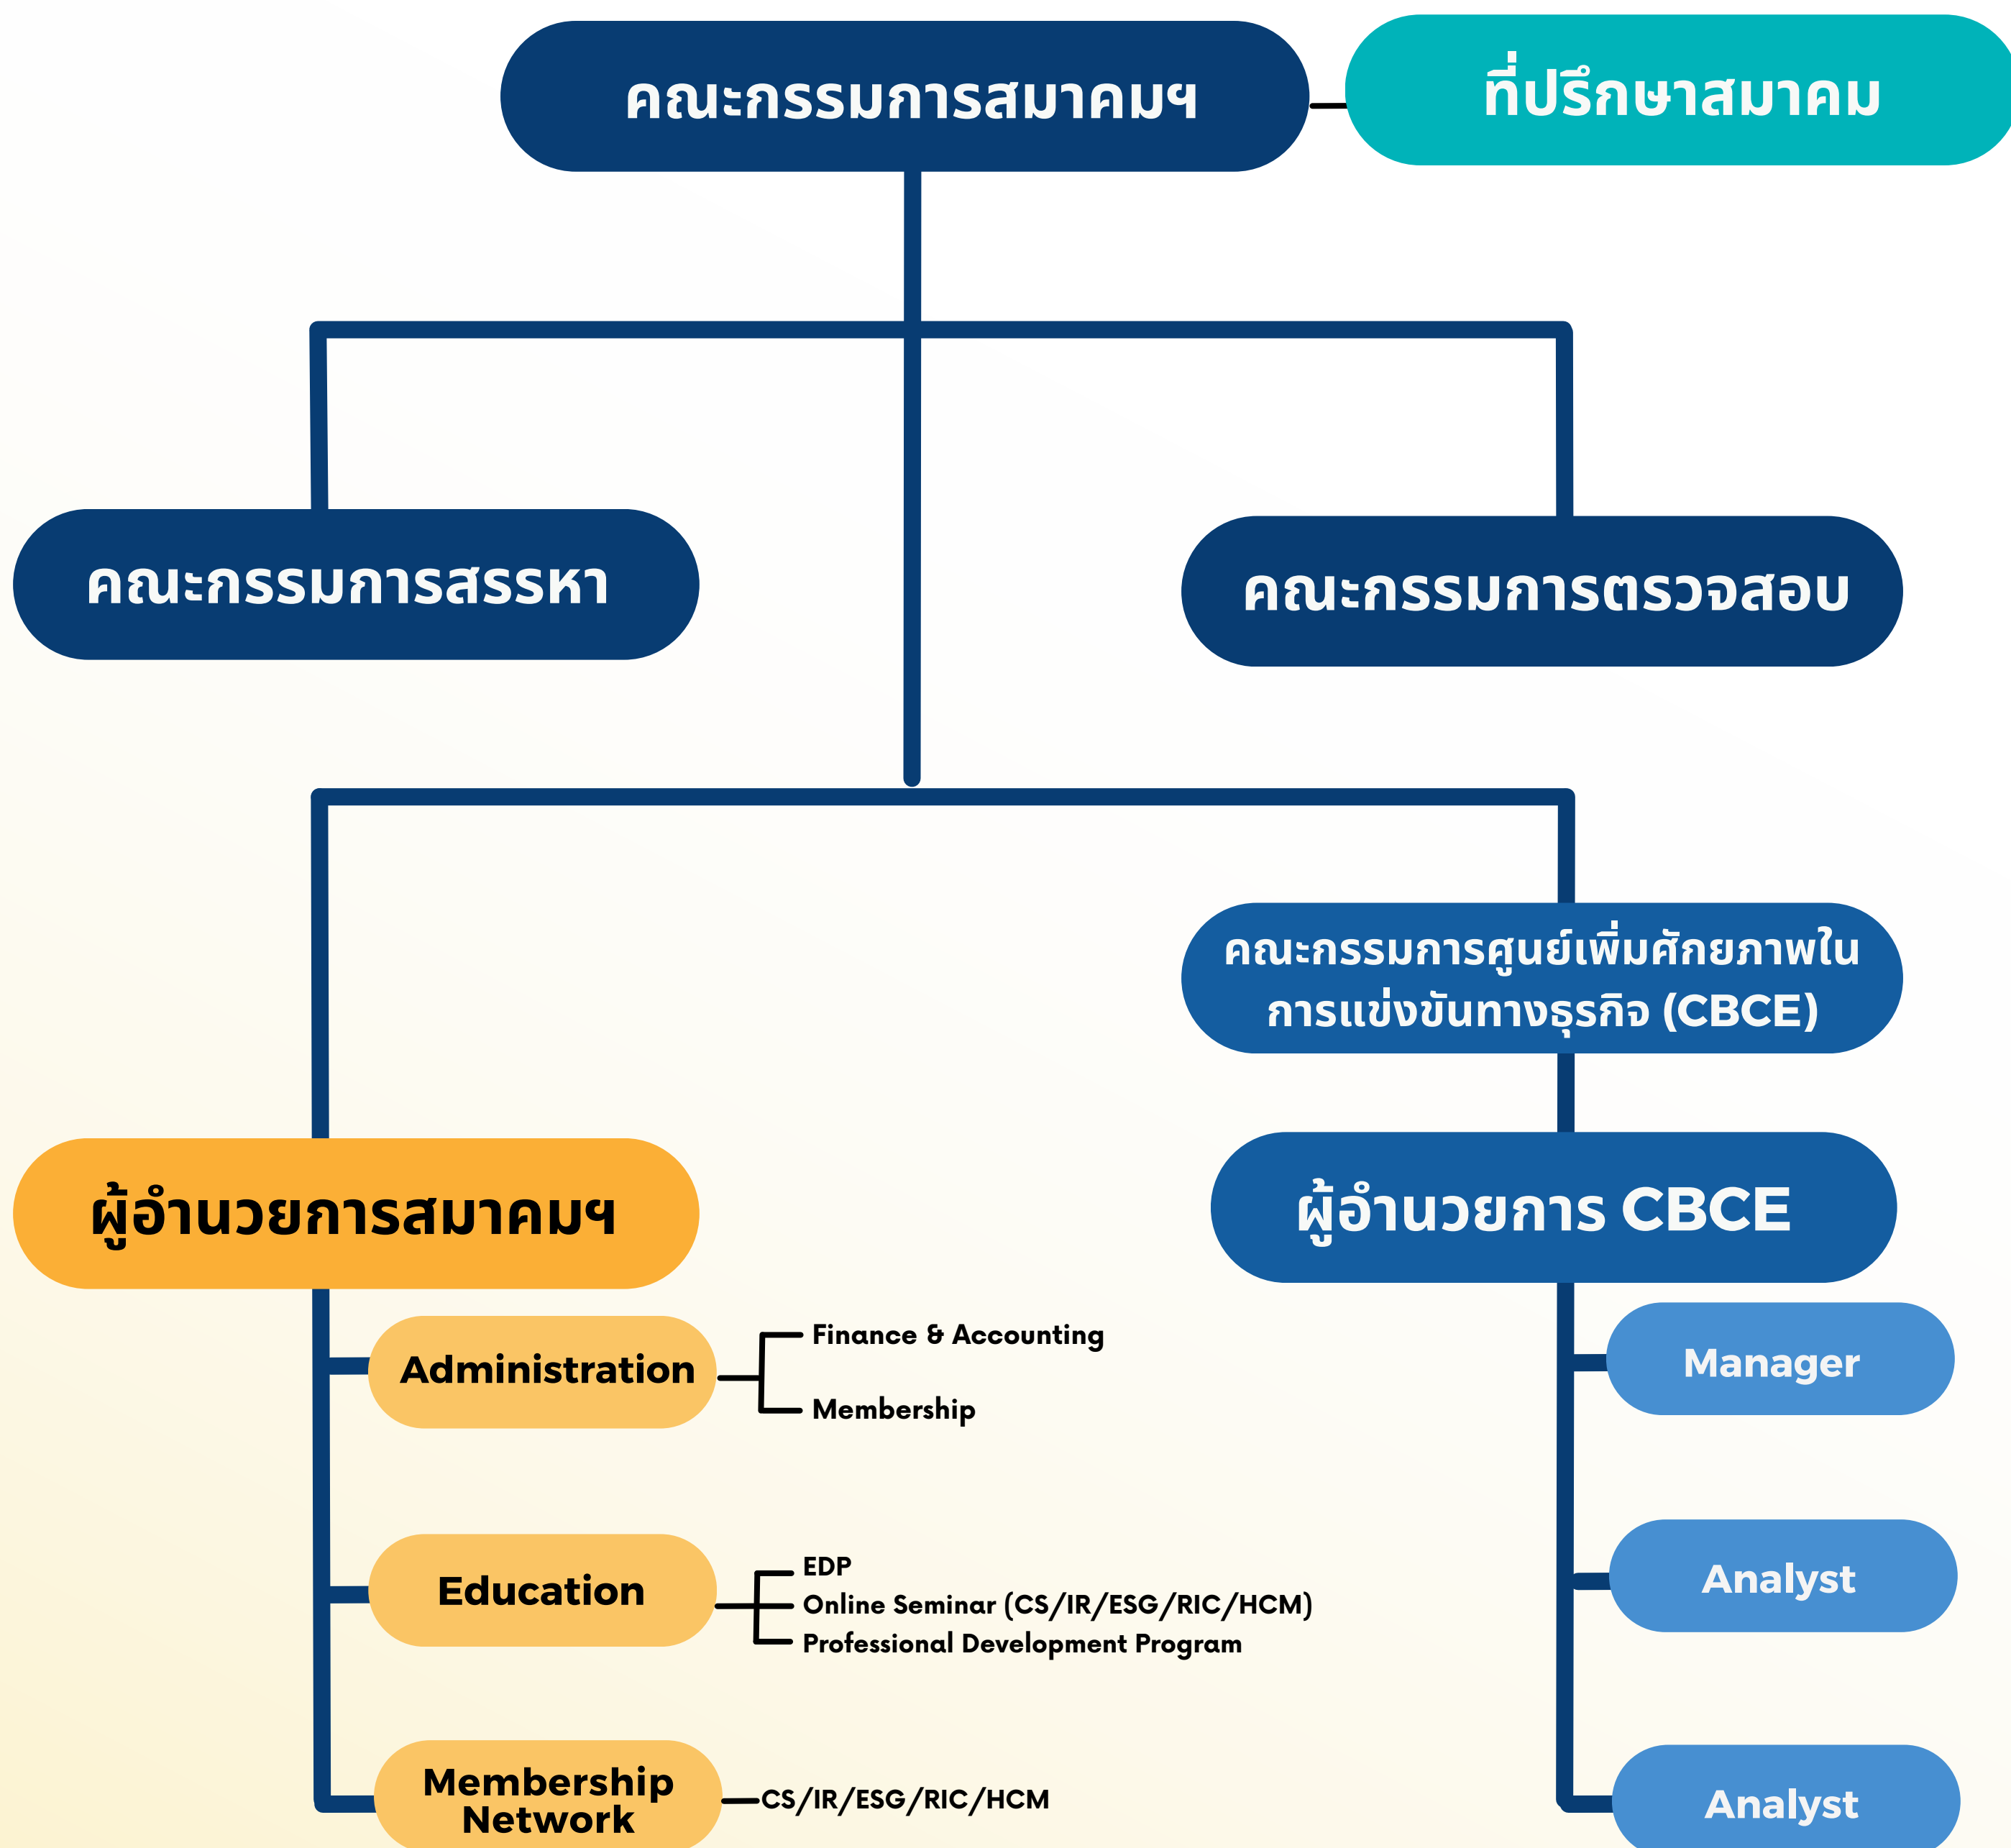 คณะกรรมการสมาคมฯ
ที่ปรึกษาสมาคม
คณะกรรมการสรรหา
คณะกรรมการตรวจสอบ
คณะกรรมการศูนย์เพิ่มศักยภาพใน
การแข่งขันทางธุรกิจ (CBCE)
ผู้อำนวยการสมาคมฯ
ผู้อำนวยการ CBCE
Administration
Finance & Accounting
Membership
Manager
Education
EDP
Online Seminar (CS/IR/ESG/RIC/HCM)
Professional Development Program
Analyst
Membership
Network
CS/IR/ESG/RIC/HCM
Analyst